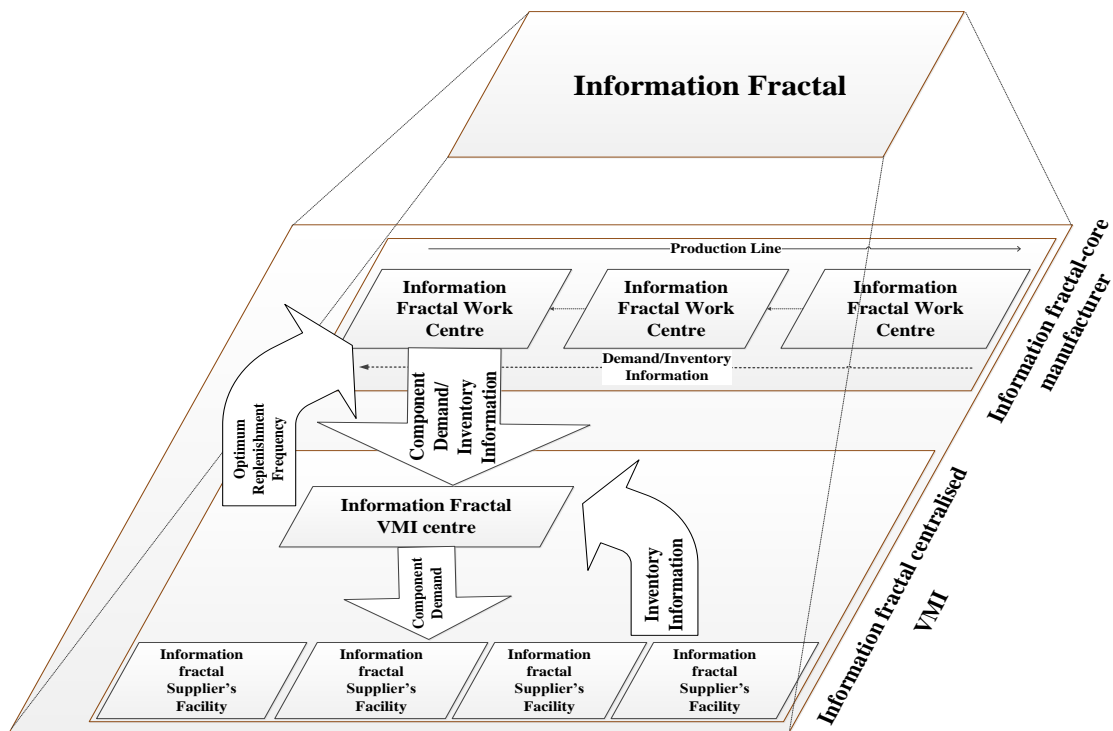 Information Fractal
Production Line
Information
Fractal Work
Centre
Information
Fractal Work
Centre
Information
Fractal Work
Centre
Demand/Inventory
Information
Information fractal-core
manufacturer
Optimum
Replenishment
Frequency
Component
Demand/
Inventory
Information
Information Fractal
VMI centre
Component
Demand
Inventory
Information
Information fractal centralised
VMI
Information
fractal
Supplier's
Facility
Information
fractal
Supplier's
Facility
Information
fractal
Supplier's
Facility
Information
fractal
Supplier's
Facility